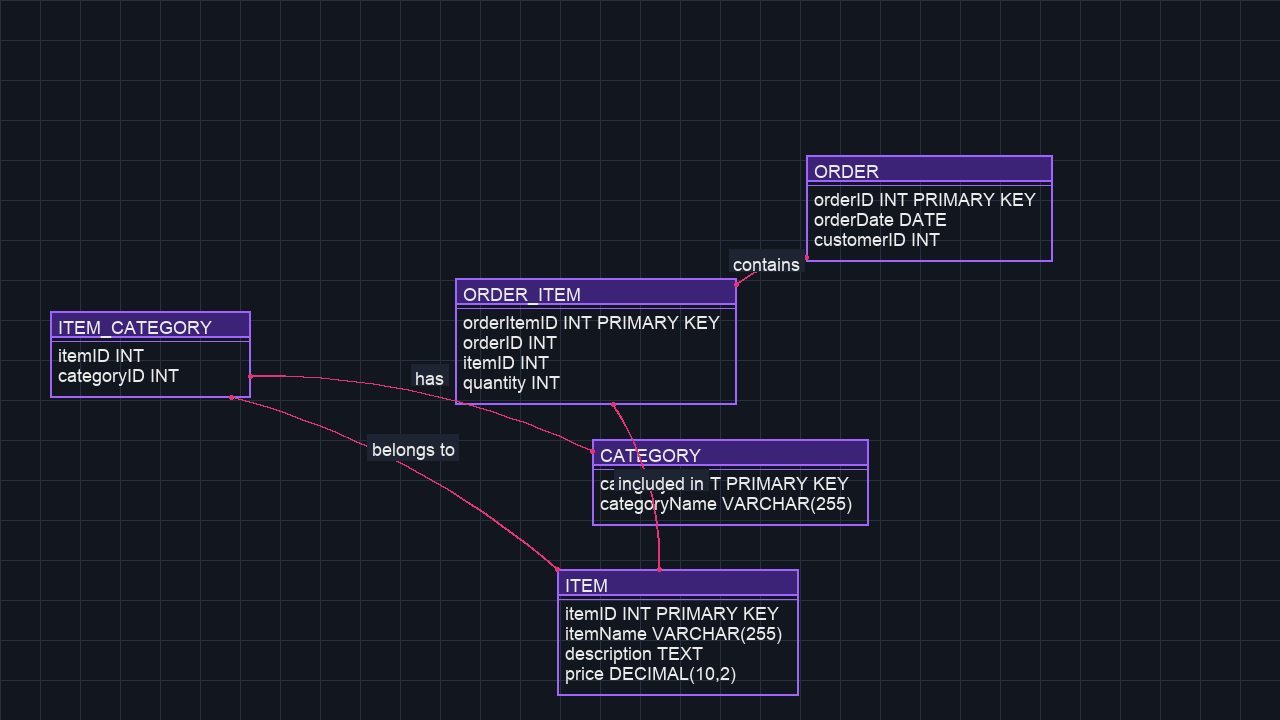 ORDER
orderID INT PRIMARY KEY
orderDate DATE
customerID INT
contains
ORDER_ITEM
orderItemID INT PRIMARY KEY
orderID INT
itemID INT
quantity INT
ITEM_CATEGORY
itemID INT
categoryID INT
has
belongs to
CATEGORY
included in
PRIMARY KEY
categoryName VARCHAR(255)
ITEM
itemID INT PRIMARY KEY
itemName VARCHAR(255)
description TEXT
price DECIMAL(10,2)